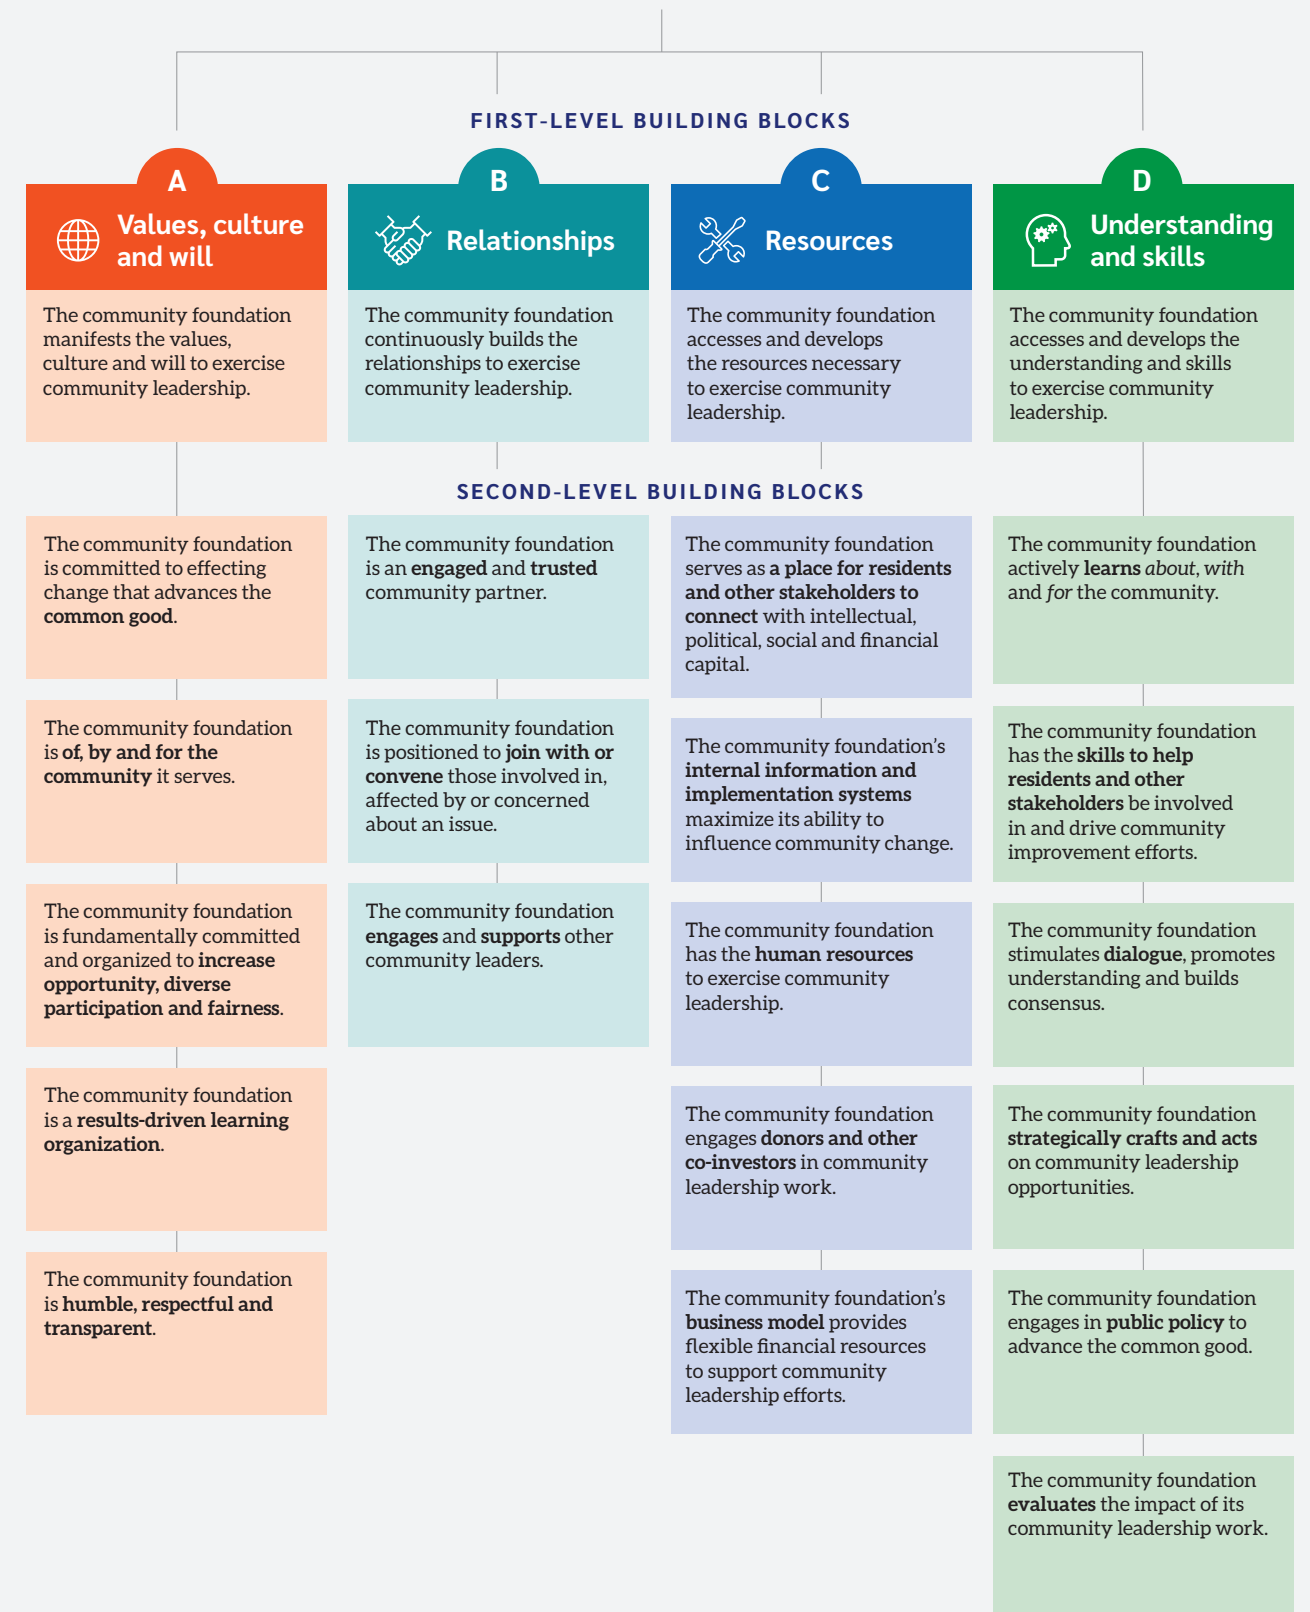 FIRST-LEVEL BUILDING BLOCKS
A
Values, culture
and will
The community foundation
manifests the values,
culture and will to exercise
community leadership.
B
Relationships
The community foundation
continuously builds the
relationships to exercise
community leadership.
C
Resources
The community foundation
accesses and develops
the resources necessary
to exercise community
leadership.
D
Understanding
and skills
The community foundation
accesses and develops the
understanding and skills
to exercise community
leadership.
SECOND-LEVEL BUILDING BLOCKS
The community foundation
is committed to effecting
change that advances the
common good.
The community foundation
is of, by and for the
community it serves.
The community foundation
is fundamentally committed
and organized to increase
opportunity, diverse
participation and fairness.
The community foundation
is a results-driven learning
organization.
The community foundation
is humble, respectful and
transparent.
The community foundation
is an engaged and trusted
community partner.
The community foundation
is positioned to join with or
convene those involved in,
affected by or concerned
about an issue.
The community foundation
engages and supports other
community leaders.
The community foundation
serves as a place for residents
and other stakeholders to
connect with intellectual,
political, social and financial
capital.
The community foundation’s
internal information and
implementation systems
maximize its ability to
influence community change.
The community foundation
has the human resources
to exercise community
leadership.
The community foundation
engages donors and other
co-investors in community
leadership work.
The community foundation’s
business model provides
flexible financial resources
to support community
leadership efforts.
The community foundation
actively learns about, with
and for the community.
The community foundation
has the skills to help
residents and other
stakeholders be involved
in and drive community
improvement efforts.
The community foundation
stimulates dialogue, promotes
understanding and builds
consensus.
The community foundation
strategically crafts and acts
on community leadership
opportunities.
The community foundation
engages in public policy to
advance the common good.
The community foundation
evaluates the impact of its
community leadership work.